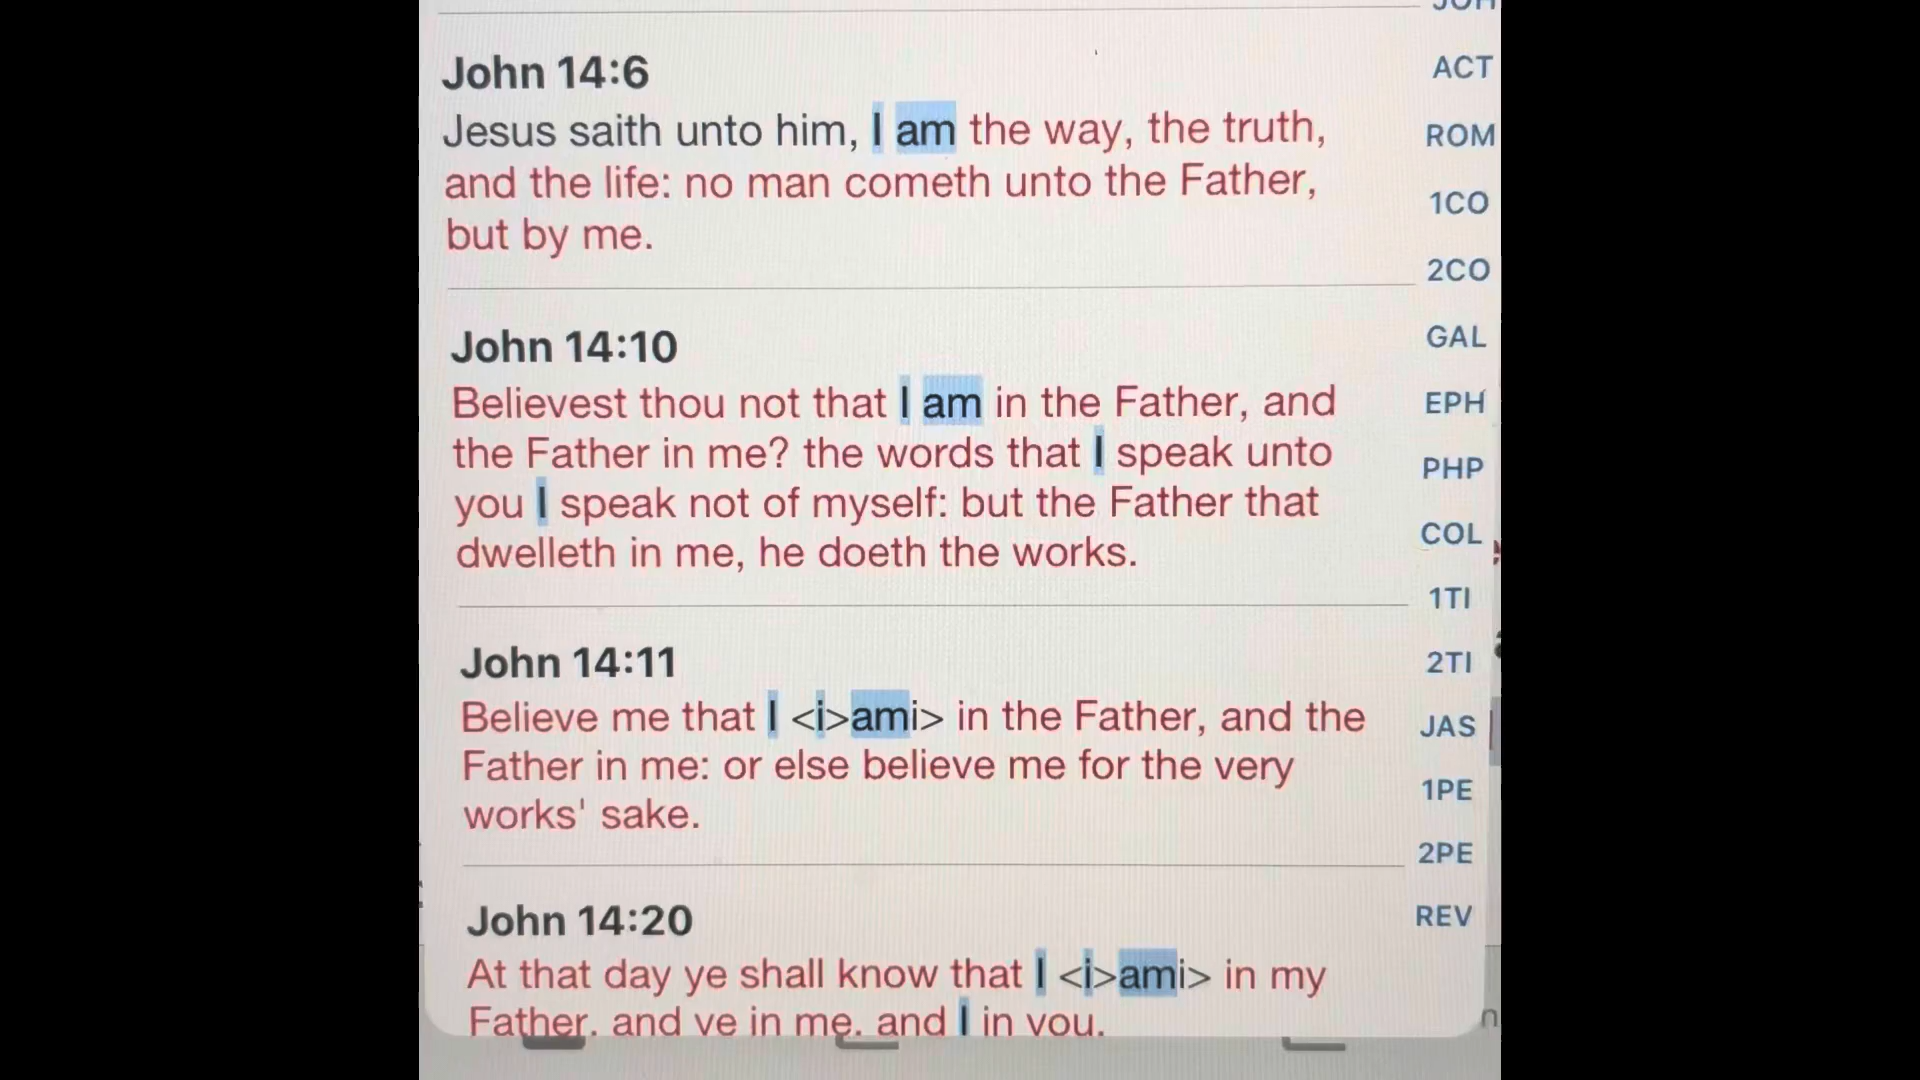 John 14:6
Jesus saith unto him, I am the way, the truth,
and the life: no man cometh unto the Father,
but by me.
John 14:10
Believest thou not that I am in the Father, and
the Father in me? the words that I speak unto
you I speak not of myself: but the Father that
dwelleth in me, he doeth the works.
John 14:11
Believe me that I <i>ami> in the Father, and the
Father in me: or else believe me for the very
works' sake.
John 14:20
At that day ye shall know that I <i>ami> in my
Father, and ye in me, and I in you.
JOH
ACT
ROM
1CO
2CO
GAL
EPH
PHP
COL
1TI
2TI
JAS
1PE
2PE
REV